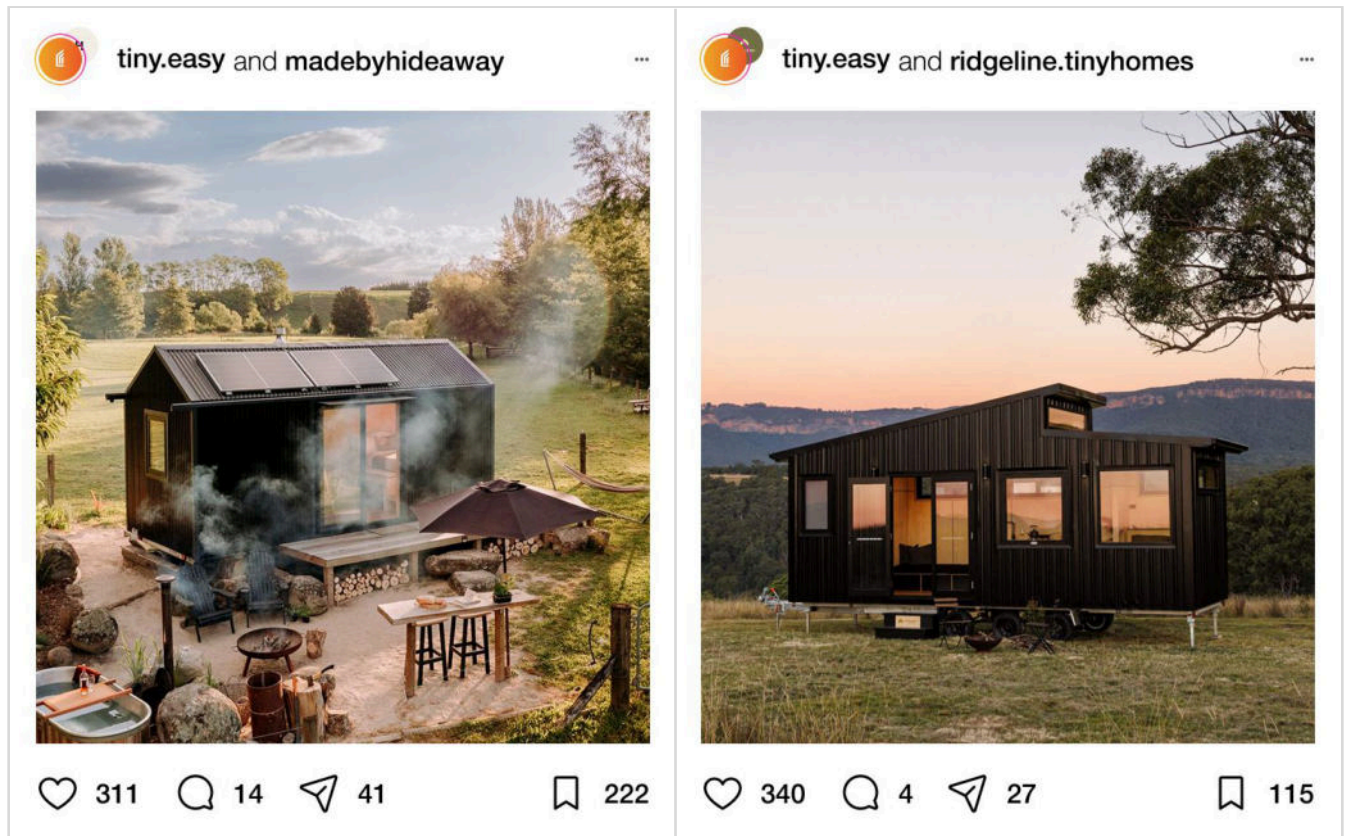 tiny.easy and madebyhideaway
311 14 41 222
tiny.easy and ridgeline.tinyhomes
340 4 27 115